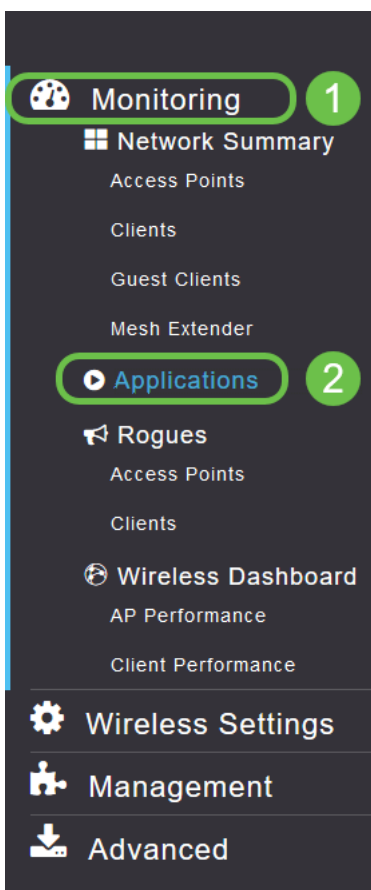 Monitoring 1
Network Summary
Access Points
Clients
Guest Clients
Mesh Extender
Applications 2
Rogues
Access Points
Clients
Wireless Dashboard
AP Performance
Client Performance
Wireless Settings
Management
Advanced